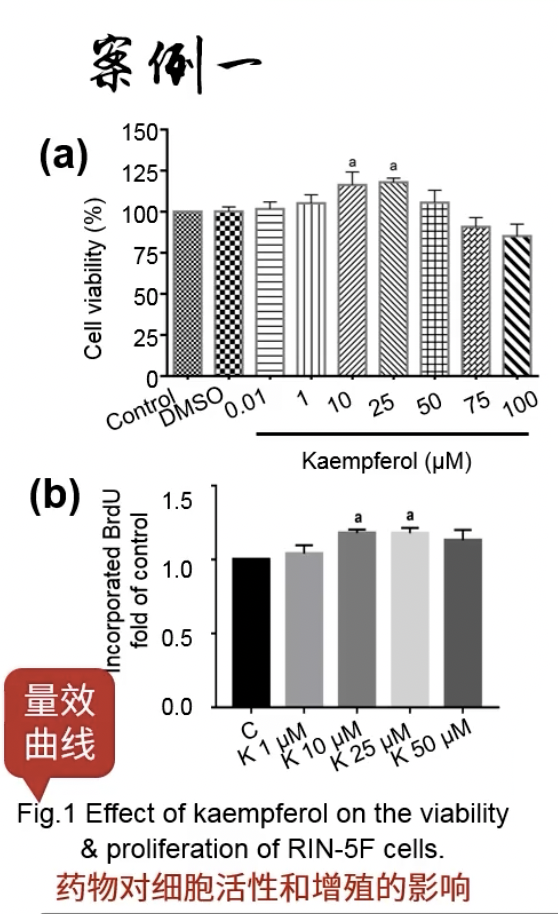 案例一
(a)
Cell viability (%)
150
125
100
75
50
25
0
a a
Control DMSO 0.01 1 10 25 50 75 100
Kaempferol (μM)
(b)
Incorporated BrdU
fold of control
1.5
1.0
0.5
0.0
a a
C K 1 μM K 10 μM K 25 μM K 50 μM
量效
曲线
Fig.1 Effect of kaempferol on the viability
& proliferation of RIN-5F cells.
药物对细胞活性和增殖的影响